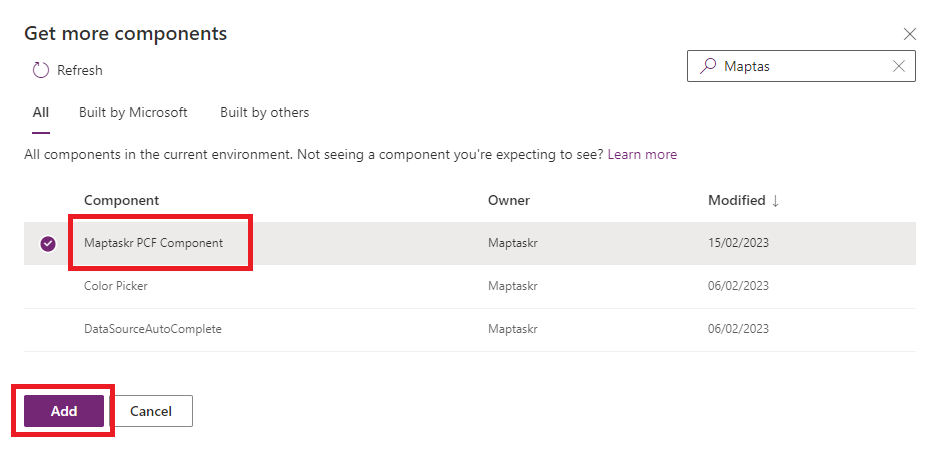 Get more components
Refresh
Maptas
All Built by Microsoft Built by others
All components in the current environment. Not seeing a component you're expecting to see? Learn more
Component Owner Modified ↓
Maptaskr PCF Component Maptaskr 15/02/2023
Color Picker Maptaskr 06/02/2023
DataSourceAutoComplete Maptaskr 06/02/2023
Add Cancel